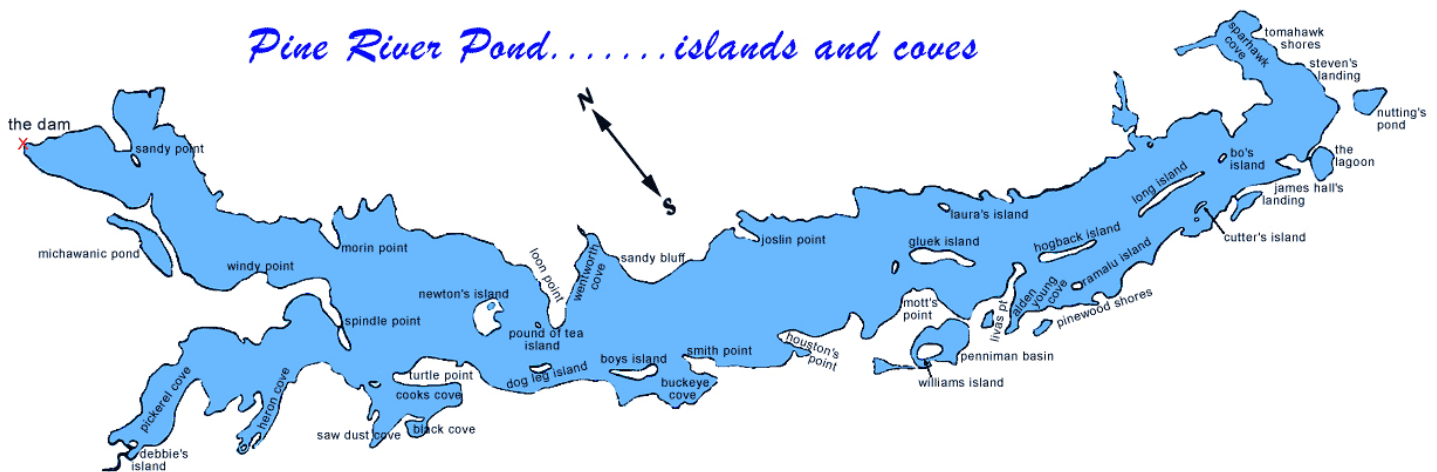 Pine River Pond.......islands and coves
the dam
X
sandy point
michawanic pond
windy point
morin point
spindle point
pickerel cove
heron cove
debbie's
island
newton's island
loon point
wentworth
cove
sandy bluff
pound of tea
island
turtle point
cooks cove
saw dust cove
black cove
dog leg island
boys island
smith point
buckeye
cove
houston's
point
N
S
joslin point
laura's island
gluek island
mott's
point
livas pt
alden
young
cove
hogback island
ramalu island
pinewood shores
penniman basin
williams island
long island
bo's
island
cutter's island
james hall's
landing
the
lagoon
nutting's
pond
steven's
landing
tomahawk
shores
sparhawk
cove